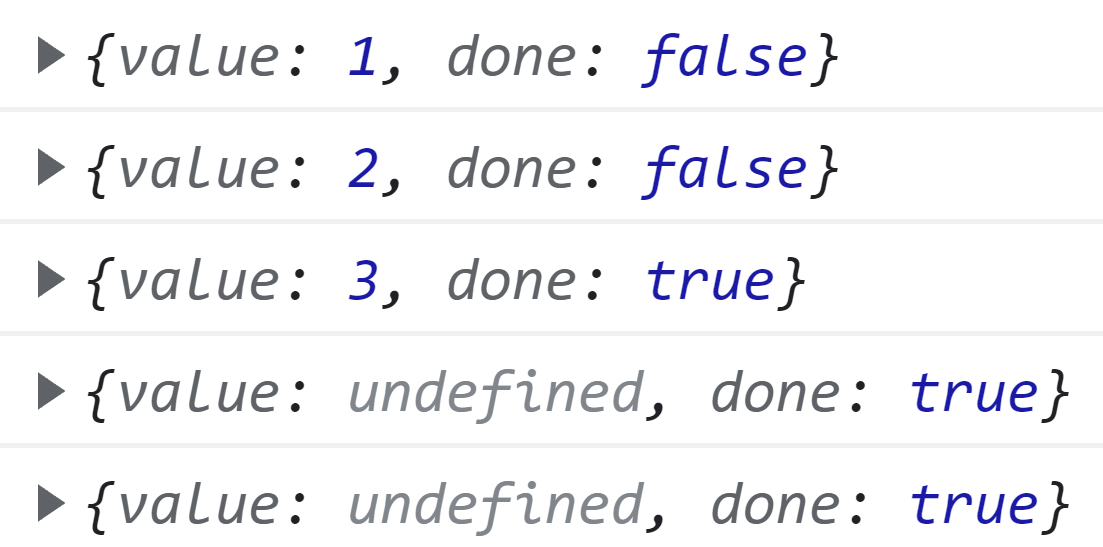 {value: 1, done: false}
{value: 2, done: false}
{value: 3, done: true}
{value: undefined, done: true}
{value: undefined, done: true}